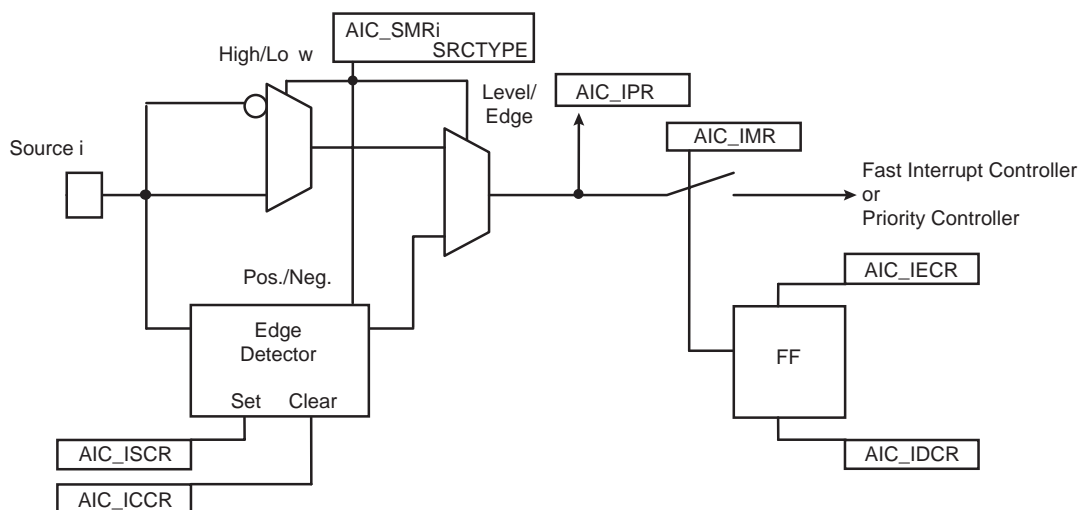 AIC_SMRi
SRCTYPE
High/Lo w
Level/
Edge
AIC_IPR
AIC_IMR
Source i
Fast Interrupt Controller
or
Priority Controller
Pos./Neg.
AIC_IECR
Edge
Detector
FF
Set Clear
AIC_ISCR
AIC_IDCR
AIC_ICCR